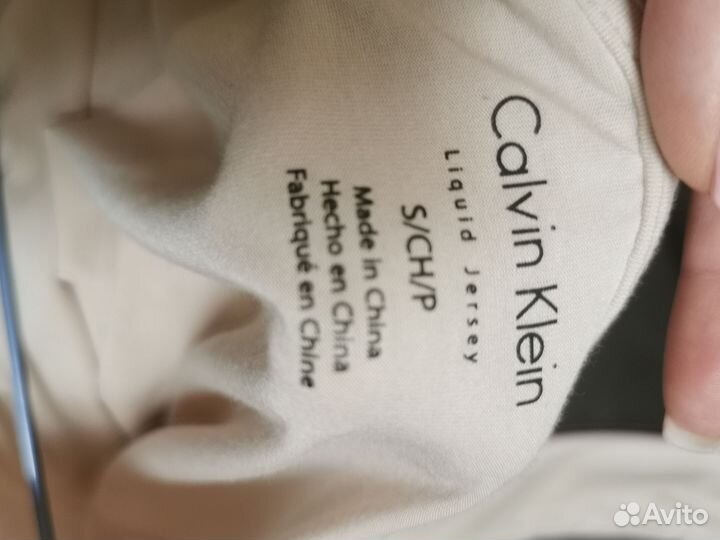 Calvin Klein
Liquid Jersey
S/CH/P
Made in China
Hecho en China
Fabriqué en Chine
Avito